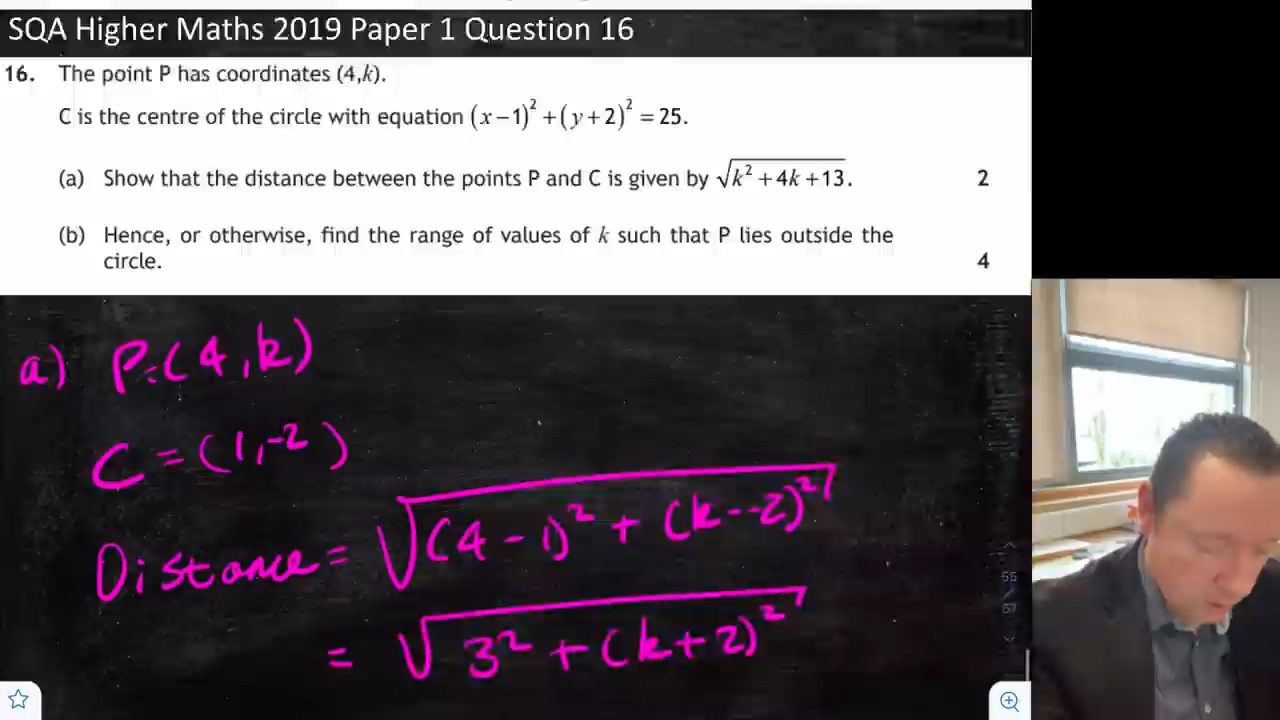 SQA Higher Maths 2019 Paper 1 Question 16
16. The point P has coordinates (4,k).
C is the centre of the circle with equation (x−1)² + (y+2)² = 25.
(a) Show that the distance between the points P and C is given by √(k² + 4k + 13). 2
(b) Hence, or otherwise, find the range of values of k such that P lies outside the
circle. 4
a) P:(4,k)
C = (1,-2)
Distance = √((4-1)² + (k--2)²)
= √(3² + (k+2)²)
55
/
57